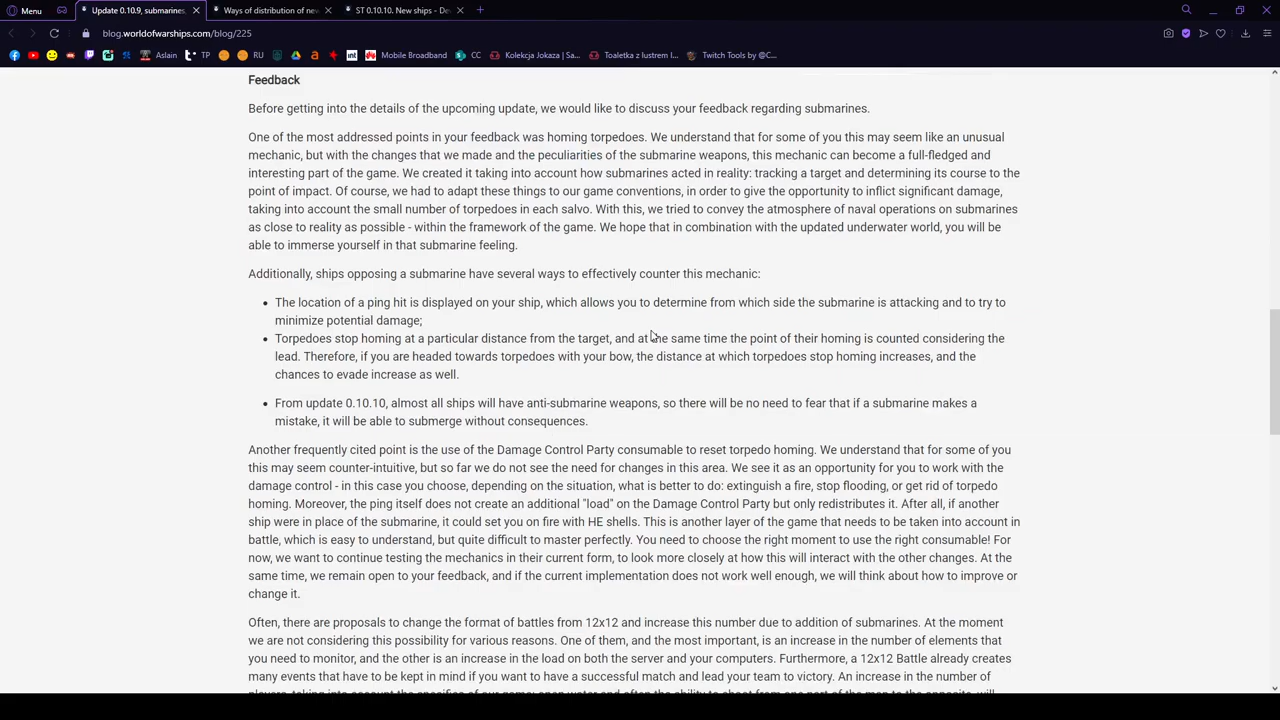 Menu
Update 0.10.9, submarines,
Ways of distribution of nev
ST 0.10.10. New ships - De
blog.worldofwarships.com/blog/225
Aslain
TP
RU
int
Mobile Broadband
CC
Kolekcja Jokaza | Sa...
Toaletka z lustrem I...
Twitch Tools by @C...
Feedback
Before getting into the details of the upcoming update, we would like to discuss your feedback regarding submarines.
One of the most addressed points in your feedback was homing torpedoes. We understand that for some of you this may seem like an unusual
mechanic, but with the changes that we made and the peculiarities of the submarine weapons, this mechanic can become a full-fledged and
interesting part of the game. We created it taking into account how submarines acted in reality: tracking a target and determining its course to the
point of impact. Of course, we had to adapt these things to our game conventions, in order to give the opportunity to inflict significant damage,
taking into account the small number of torpedoes in each salvo. With this, we tried to convey the atmosphere of naval operations on submarines
as close to reality as possible - within the framework of the game. We hope that in combination with the updated underwater world, you will be
able to immerse yourself in that submarine feeling.
Additionally, ships opposing a submarine have several ways to effectively counter this mechanic:
• The location of a ping hit is displayed on your ship, which allows you to determine from which side the submarine is attacking and to try to
minimize potential damage;
• Torpedoes stop homing at a particular distance from the target, and at the same time the point of their homing is counted considering the
lead. Therefore, if you are headed towards torpedoes with your bow, the distance at which torpedoes stop homing increases, and the
chances to evade increase as well.
• From update 0.10.10, almost all ships will have anti-submarine weapons, so there will be no need to fear that if a submarine makes a
mistake, it will be able to submerge without consequences.
Another frequently cited point is the use of the Damage Control Party consumable to reset torpedo homing. We understand that for some of you
this may seem counter-intuitive, but so far we do not see the need for changes in this area. We see it as an opportunity for you to work with the
damage control - in this case you choose, depending on the situation, what is better to do: extinguish a fire, stop flooding, or get rid of torpedo
homing. Moreover, the ping itself does not create an additional "load" on the Damage Control Party but only redistributes it. After all, if another
ship were in place of the submarine, it could set you on fire with HE shells. This is another layer of the game that needs to be taken into account in
battle, which is easy to understand, but quite difficult to master perfectly. You need to choose the right moment to use the right consumable! For
now, we want to continue testing the mechanics in their current form, to look more closely at how this will interact with the other changes. At the
same time, we remain open to your feedback, and if the current implementation does not work well enough, we will think about how to improve or
change it.
Often, there are proposals to change the format of battles from 12x12 and increase this number due to addition of submarines. At the moment
we are not considering this possibility for various reasons. One of them, and the most important, is an increase in the number of elements that
you need to monitor, and the other is an increase in the load on both the server and your computers. Furthermore, a 12x12 Battle already creates
many events that have to be kept in mind if you want to have a successful match and lead your team to victory. An increase in the number of
players, taking into account the specifics of our game: open water and often the ability to shoot from one part of the map to the opposite, will